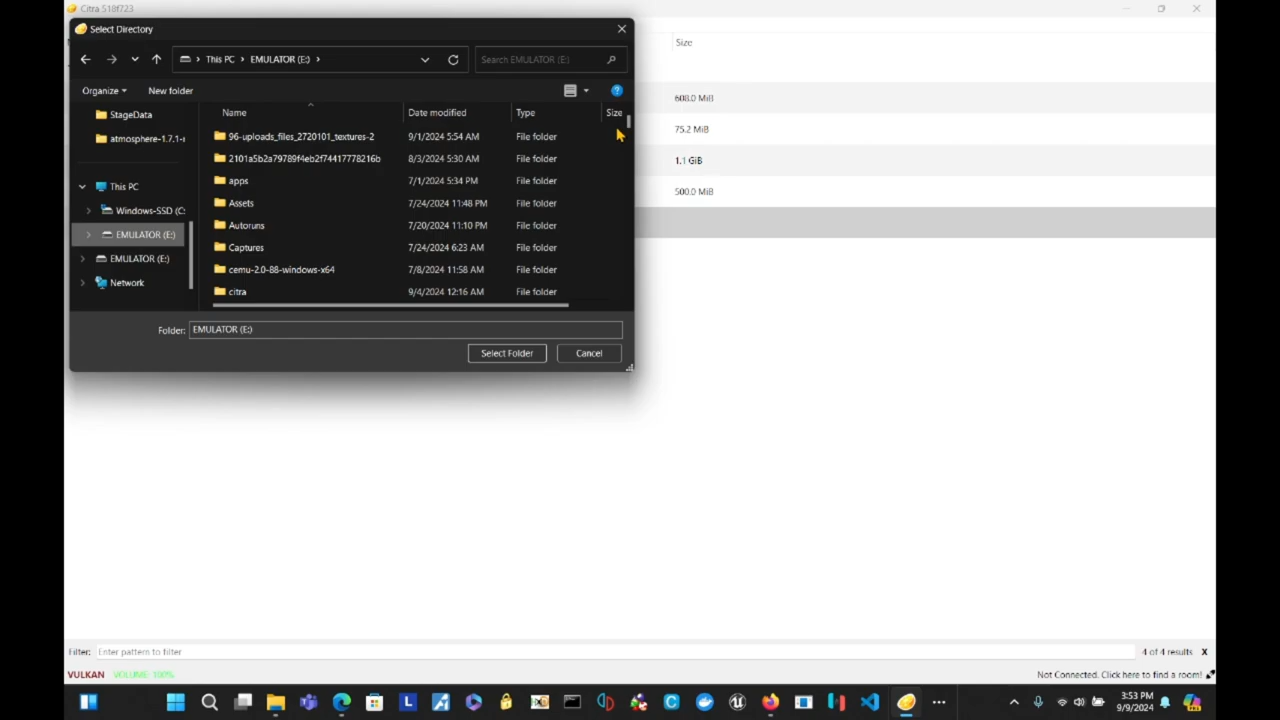 Citra 518f723
Select Directory
This PC > EMULATOR (E:) >
Search EMULATOR (E:)
Organize
New folder
Name
Date modified
Type
Size
StageData
atmosphere-1.7.1-r
This PC
Windows-SSD (C:
EMULATOR (E:)
EMULATOR (E:)
Network
96-uploads_files_2720101_textures-2 9/1/2024 5:54 AM File folder
2101a5b2a79789f4eb2f74417778216b 8/3/2024 5:30 AM File folder
apps 7/1/2024 5:34 PM File folder
Assets 7/24/2024 11:48 PM File folder
Autoruns 7/20/2024 11:10 PM File folder
Captures 7/24/2024 6:23 AM File folder
cemu-2.0-88-windows-x64 7/8/2024 11:58 AM File folder
citra 9/4/2024 12:16 AM File folder
Folder: EMULATOR (E:)
Select Folder
Cancel
Size
608.0 MiB
75.2 MiB
1.1 GiB
500.0 MiB
Filter: Enter pattern to filter
4 of 4 results X
VULKAN VOLUME: 100%
Not Connected. Click here to find a room!
3:53 PM
9/9/2024